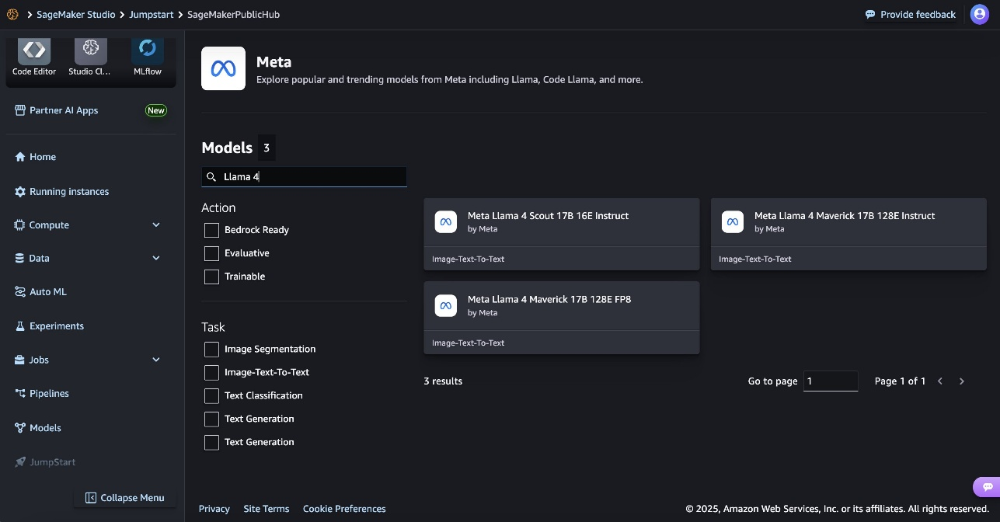 SageMaker Studio > Jumpstart > SageMakerPublicHub
Provide feedback
Code Editor
Studio Cl...
MLflow
Partner AI Apps
New
Home
Running instances
Compute
Data
Auto ML
Experiments
Jobs
Pipelines
Models
JumpStart
Collapse Menu
Meta
Explore popular and trending models from Meta including Llama, Code Llama, and more.
Models 3
Llama 4
Action
Bedrock Ready
Evaluative
Trainable
Task
Image Segmentation
Image-Text-To-Text
Text Classification
Text Generation
Text Generation
Meta Llama 4 Scout 17B 16E Instruct
by Meta
Image-Text-To-Text
Meta Llama 4 Maverick 17B 128E Instruct
by Meta
Image-Text-To-Text
Meta Llama 4 Maverick 17B 128E FP8
by Meta
Image-Text-To-Text
3 results
Go to page 1
Page 1 of 1
Privacy
Site Terms
Cookie Preferences
© 2025, Amazon Web Services, Inc. or its affiliates. All rights reserved.